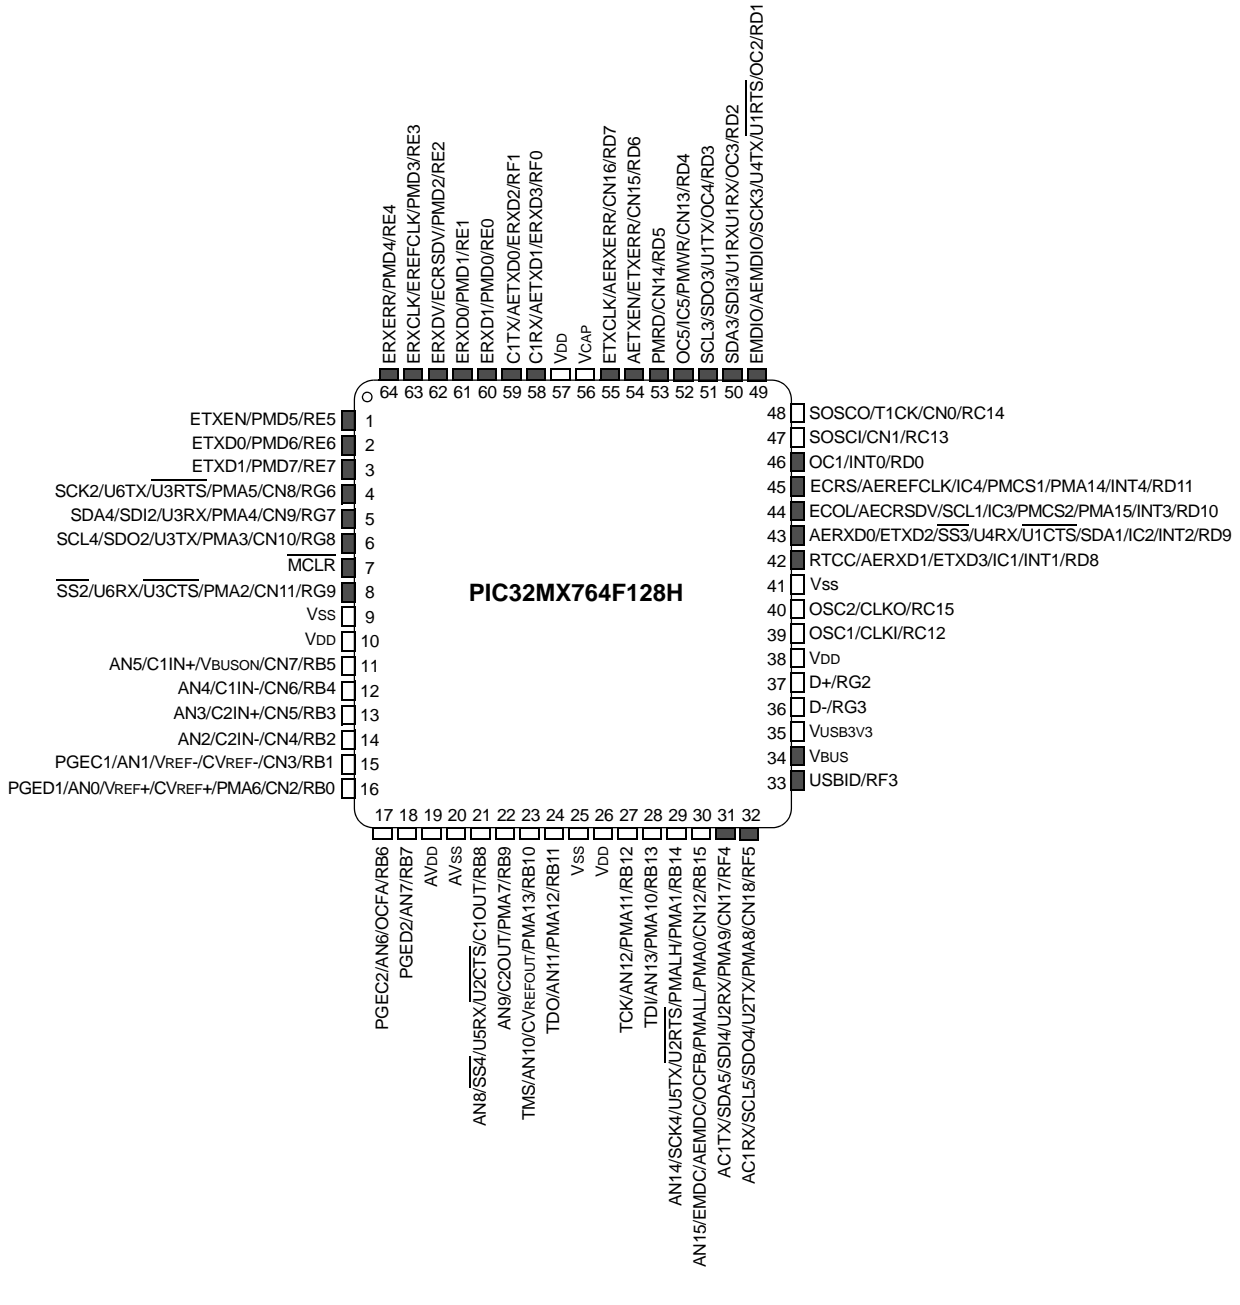 ERXERR/PMD4/RE4
ERXCLK/EREFCLK/PMD3/RE3
ERXDV/ECRSDV/PMD2/RE2
ERXD0/PMD1/RE1
ERXD1/PMD0/RE0
C1TX/AETXD0/ERXD2/RF1
C1RX/AETXD1/ERXD3/RF0
VDD
VCAP
ETXCLK/AERXERR/CN16/RD7
AETXEN/ETXERR/CN15/RD6
PMRD/CN14/RD5
OC5/IC5/PMWR/CN13/RD4
SCL3/SDO3/U1TX/OC4/RD3
SDA3/SDI3/U1RXU1RX/OC3/RD2
EMDIO/AEMDIO/SCK3/U4TX/U1RTS/OC2/RD1
64 63 62 61 60 59 58 57 56 55 54 53 52 51 50 49
ETXEN/PMD5/RE5 1
ETXD0/PMD6/RE6 2
ETXD1/PMD7/RE7 3
SCK2/U6TX/U3RTS/PMA5/CN8/RG6 4
SDA4/SDI2/U3RX/PMA4/CN9/RG7 5
SCL4/SDO2/U3TX/PMA3/CN10/RG8 6
MCLR 7
SS2/U6RX/U3CTS/PMA2/CN11/RG9 8
VSS 9
VDD 10
AN5/C1IN+/VBUSON/CN7/RB5 11
AN4/C1IN-/CN6/RB4 12
AN3/C2IN+/CN5/RB3 13
AN2/C2IN-/CN4/RB2 14
PGEC1/AN1/VREF-/CVREF-/CN3/RB1 15
PGED1/AN0/VREF+/CVREF+/PMA6/CN2/RB0 16
PIC32MX764F128H
48 SOSCO/T1CK/CN0/RC14
47 SOSCI/CN1/RC13
46 OC1/INT0/RD0
45 ECRS/AEREFCLK/IC4/PMCS1/PMA14/INT4/RD11
44 ECOL/AECRSDV/SCL1/IC3/PMCS2/PMA15/INT3/RD10
43 AERXD0/ETXD2/SS3/U4RX/U1CTS/SDA1/IC2/INT2/RD9
42 RTCC/AERXD1/ETXD3/IC1/INT1/RD8
41 Vss
40 OSC2/CLKO/RC15
39 OSC1/CLKI/RC12
38 VDD
37 D+/RG2
36 D-/RG3
35 VUSB3V3
34 VBUS
33 USBID/RF3
17 18 19 20 21 22 23 24 25 26 27 28 29 30 31 32
PGEC2/AN6/OCFA/RB6
PGED2/AN7/RB7
AVDD
AVSS
AN8/SS4/U5RX/U2CTS/C1OUT/RB8
AN9/C2OUT/PMA7/RB9
TMS/AN10/CVREFOUT/PMA13/RB10
TDO/AN11/PMA12/RB11
VSS
VDD
TCK/AN12/PMA11/RB12
TDI/AN13/PMA10/RB13
AN14/SCK4/U5TX/U2RTS/PMALH/PMA1/RB14
AN15/EMDC/AEMDC/OCFB/PMALL/PMA0/CN12/RB15
AC1TX/SDA5/SDI4/U2RX/PMA9/CN17/RF4
AC1RX/SCL5/SDO4/U2TX/PMA8/CN18/RF5